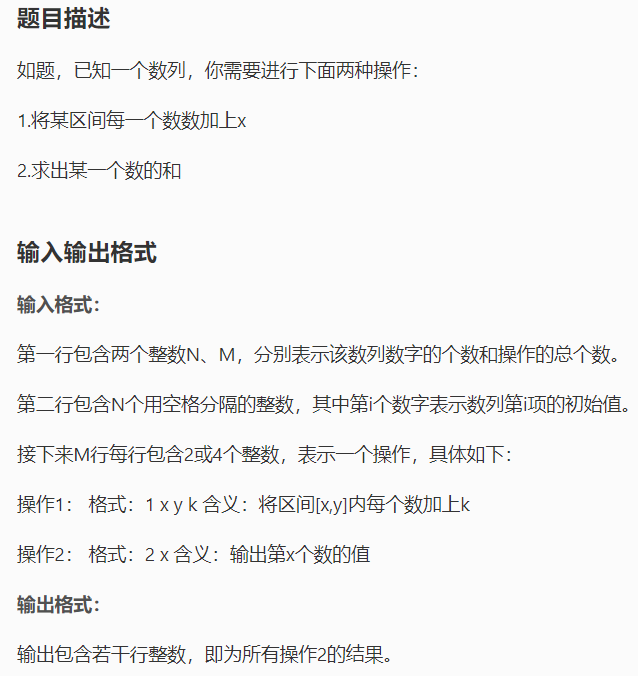 题目描述
如题，已知一个数列，你需要进行下面两种操作：
1.将某区间每一个数数加上x
2.求出某一个数的和
输入输出格式
输入格式：
第一行包含两个整数N、M，分别表示该数列数字的个数和操作的总个数。
第二行包含N个用空格分隔的整数，其中第i个数字表示数列第i项的初始值。
接下来M行每行包含2或4个整数，表示一个操作，具体如下：
操作1： 格式：1 x y k 含义：将区间[x,y]内每个数加上k
操作2： 格式：2 x 含义：输出第x个数的值
输出格式：
输出包含若干行整数，即为所有操作2的结果。